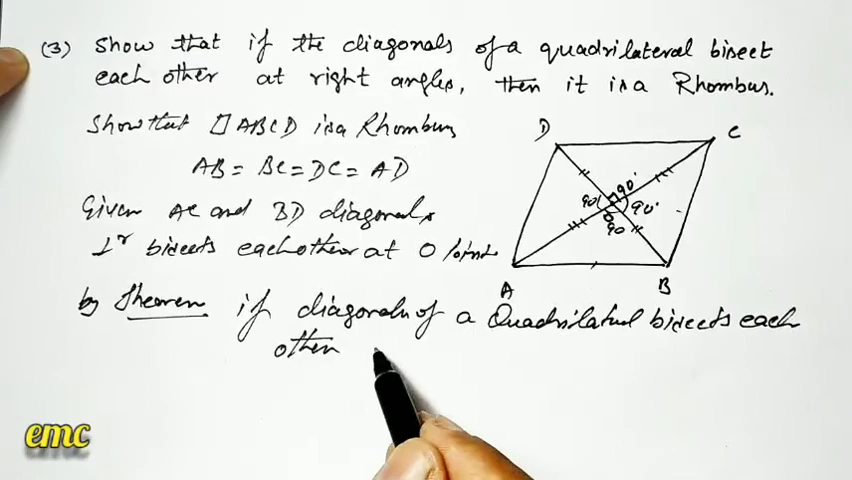 (3) Show that if the diagonals of a quadrilateral bisect
each other at right angles, then it is a Rhombus.
Show that □ ABCD is a Rhombus
AB = BC = DC = AD
Given AC and BD diagonals
⊥r bisects each other at O point
by Theorem if diagonals of a Quadrilateral bisects each
other
D C
90° 90° 90°
O
90
A B
emc